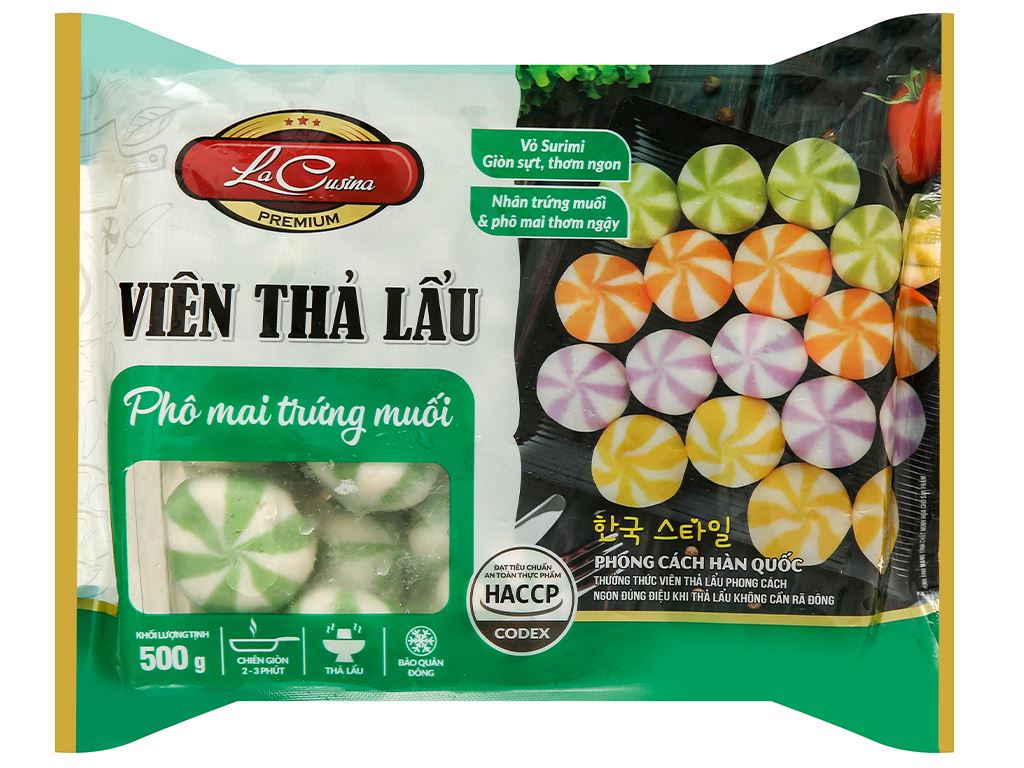 La Cusina
PREMIUM
Vỏ Surimi
Giòn sựt, thơm ngon
Nhân trứng muối
& phô mai thơm ngậy
VIÊN THẢ LẨU
Phô mai trứng muối
한국 스타일
PHONG CÁCH HÀN QUỐC
THƯỞNG THỨC VIÊN THẢ LẨU PHONG CÁCH
NGON ĐÚNG ĐIỆU KHI THẢ LẨU KHÔNG CẦN RÃ ĐÔNG
ĐẠT TIÊU CHUẨN
AN TOÀN THỰC PHẨM
HACCP
CODEX
KHỐI LƯỢNG TỊNH
500 g
CHIÊN GIÒN
2 - 3 PHÚT
THẢ LẨU
BẢO QUẢN
ĐÔNG